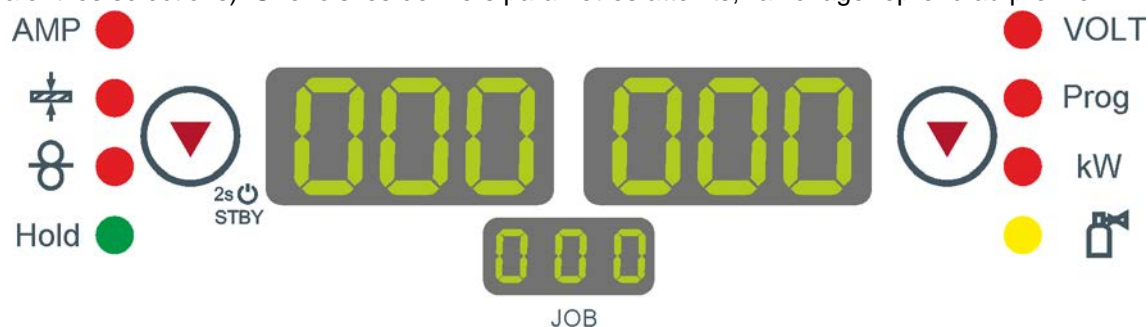 AMP VOLT
000 000
Prog
kW
2s
STBY
Hold
000
JOB